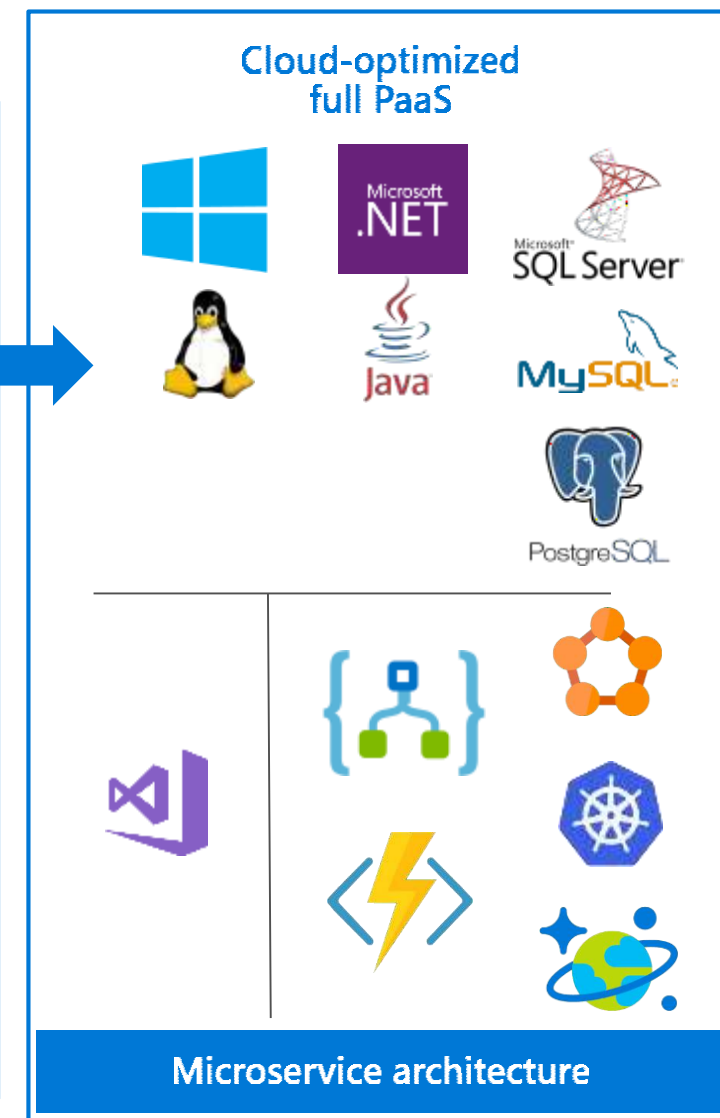 Cloud-optimized
full PaaS
Microsoft
.NET
Microsoft
SQL Server
Java
MySQL
PostgreSQL
Microservice architecture